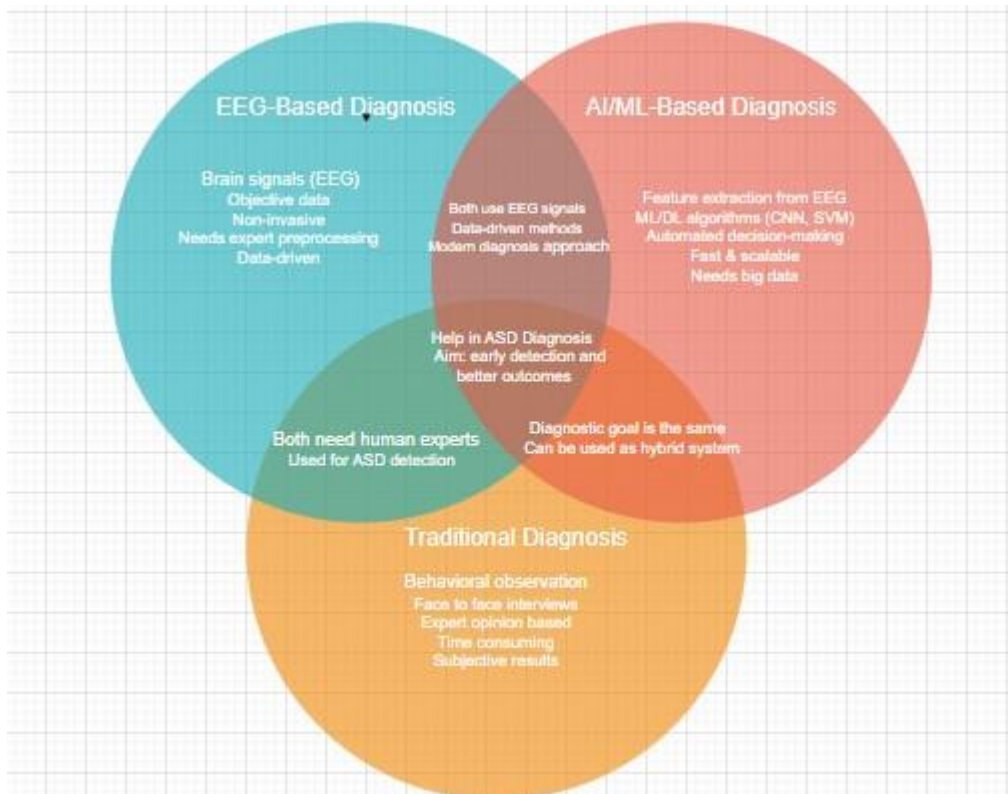 EEG-Based Diagnosis
Brain signals (EEG)
Objective data
Non-invasive
Needs expert preprocessing
Data-driven
AI/ML-Based Diagnosis
Feature extraction from EEG
ML/DL algorithms (CNN, SVM)
Automated decision-making
Fast & scalable
Needs big data
Both use EEG signals
Data-driven methods
Modern diagnosis approach
Help in ASD Diagnosis
Aim: early detection and
better outcomes
Both need human experts
Used for ASD detection
Diagnostic goal is the same
Can be used as hybrid system
Traditional Diagnosis
Behavioral observation
Face to face interviews
Expert opinion based
Time consuming
Subjective results